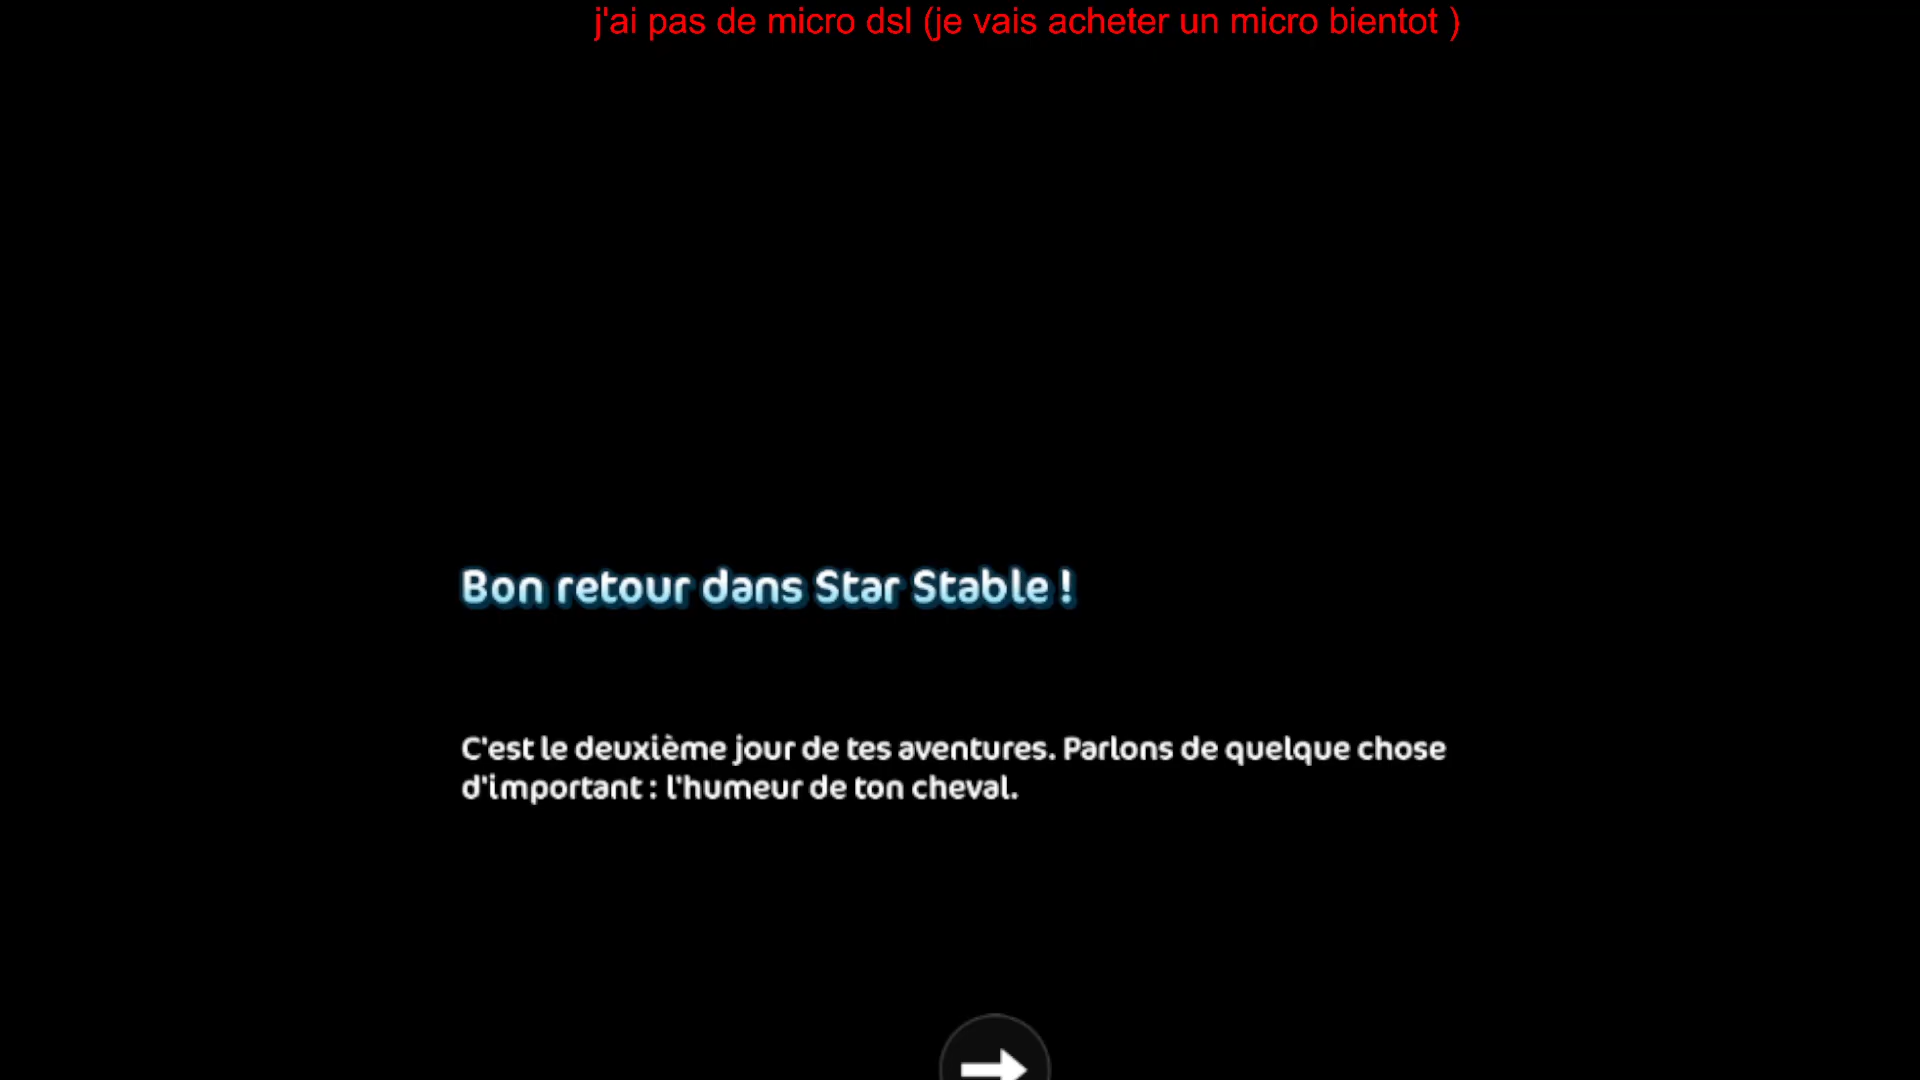 j'ai pas de micro dsl (je vais acheter un micro bientot )
Bon retour dans Star Stable !
C'est le deuxième jour de tes aventures. Parlons de quelque chose
d'important : l'humeur de ton cheval.